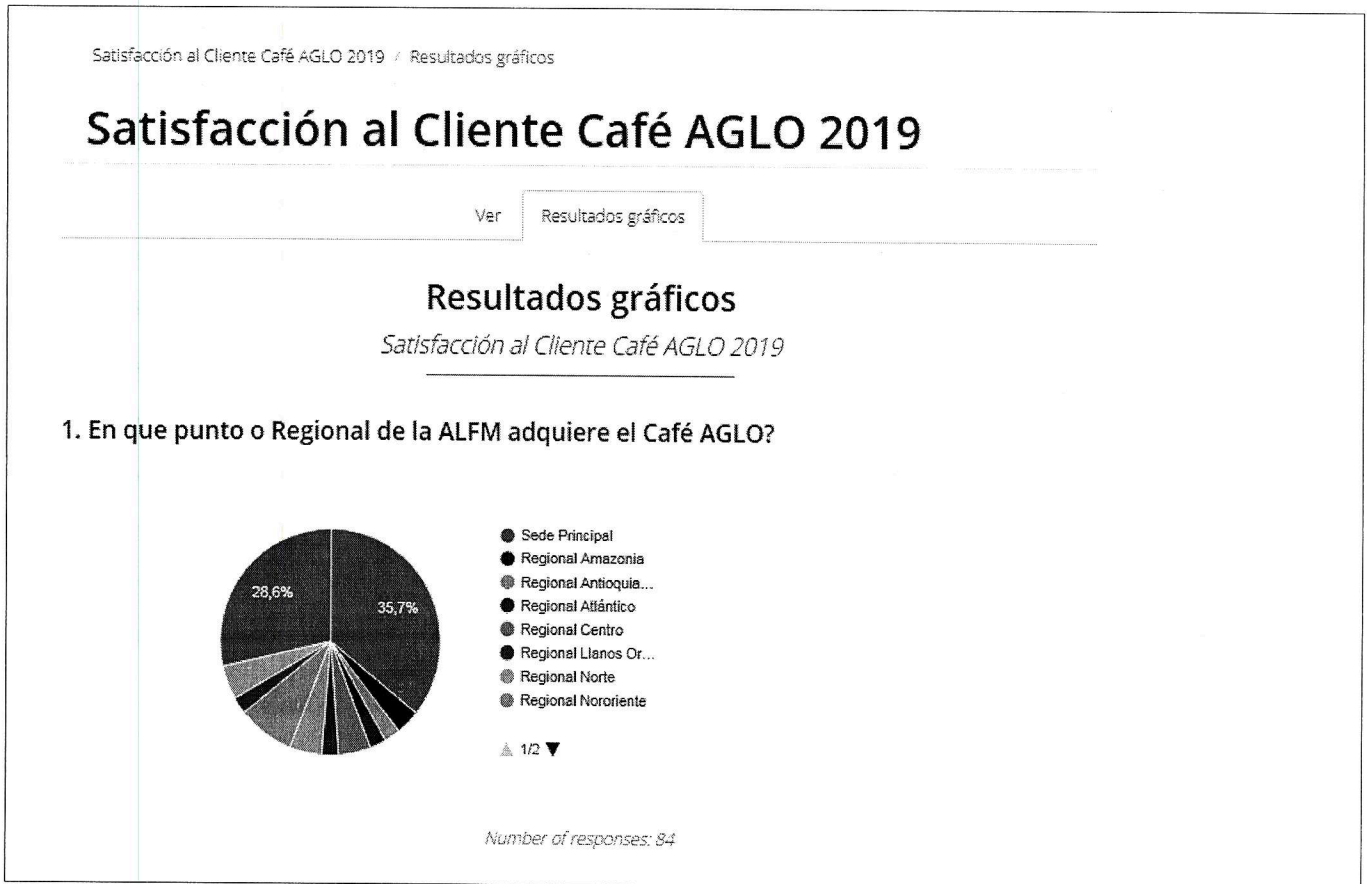 Satisfacción al Cliente Café AGLO 2019 / Resultados gráficos
Satisfacción al Cliente Café AGLO 2019
Ver Resultados gráficos
Resultados gráficos
Satisfacción al Cliente Café AGLO 2019
1. En que punto o Regional de la ALFM adquiere el Café AGLO?
28,6%
35,7%
Sede Principal
Regional Amazonia
Regional Antioquia...
Regional Atlántico
Regional Centro
Regional Llanos Or...
Regional Norte
Regional Nororiente
1/2
Number of responses: 84